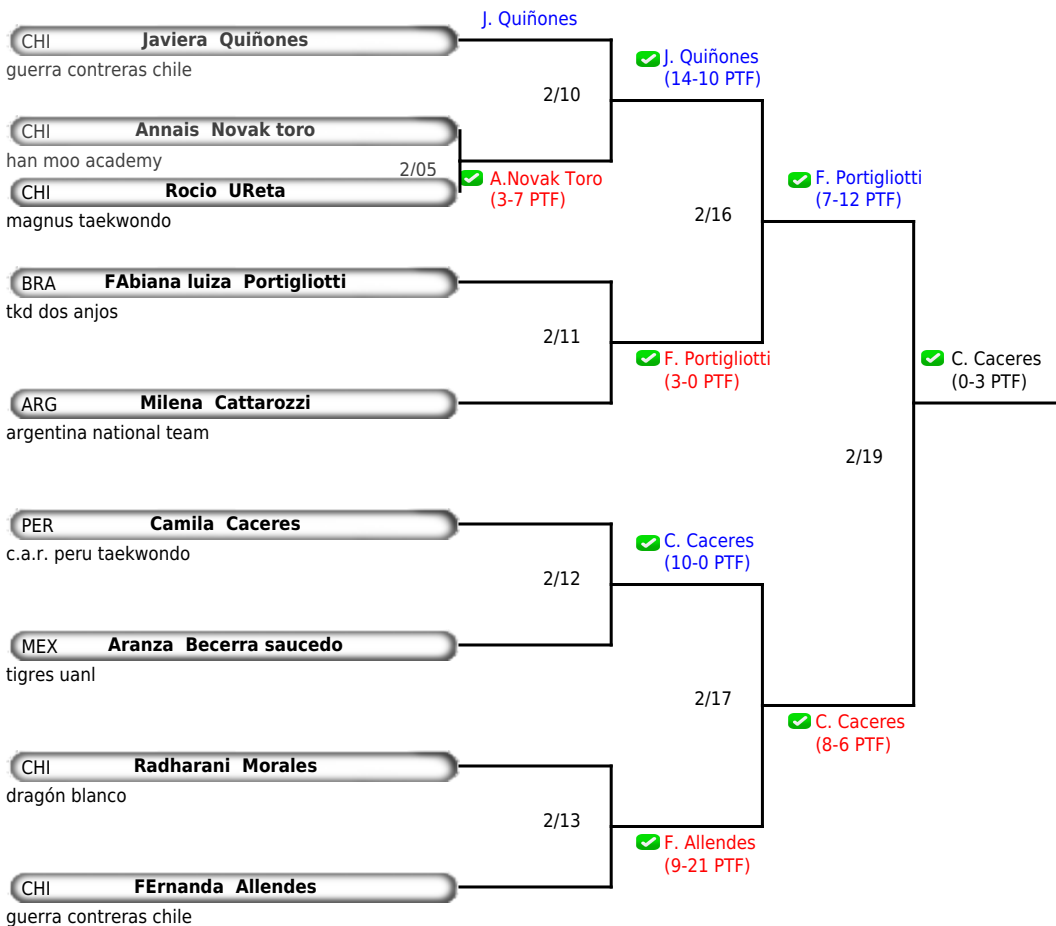 J. Quiñones
CHI Javiera Quiñones
guerra contreras chile
J. Quiñones
(14-10 PTF)
2/10
CHI Annais Novak toro
han moo academy
2/05
A.Novak Toro
(3-7 PTF)
CHI Rocio UReta
magnus taekwondo
F. Portigliotti
(7-12 PTF)
2/16
BRA FAbiana luiza Portigliotti
tkd dos anjos
2/11
F. Portigliotti
(3-0 PTF)
C. Caceres
(0-3 PTF)
ARG Milena Cattarozzi
argentina national team
2/19
PER Camila Caceres
c.a.r. peru taekwondo
C. Caceres
(10-0 PTF)
2/12
MEX Aranza Becerra saucedo
tigres uanl
2/17
C. Caceres
(8-6 PTF)
CHI Radharani Morales
dragón blanco
2/13
F. Allendes
(9-21 PTF)
CHI FErnanda Allendes
guerra contreras chile